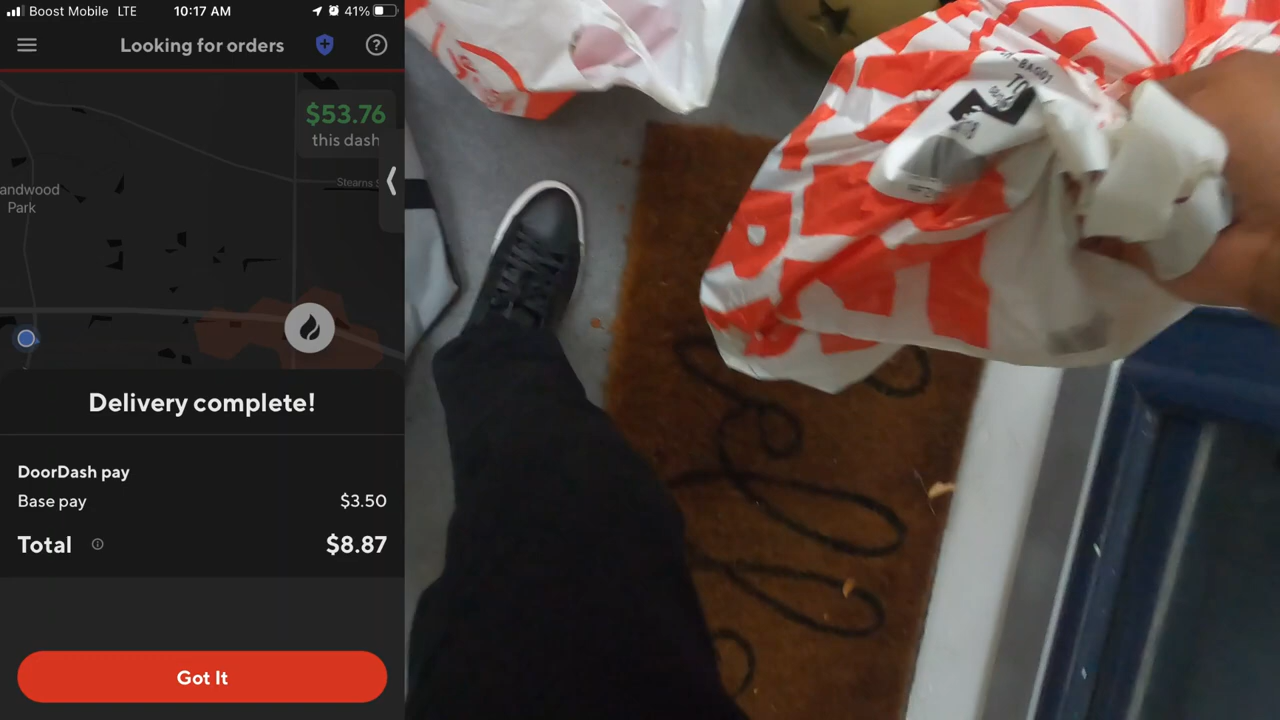 Boost Mobile LTE 10:17 AM 41%
Looking for orders
$53.76
this dash
andwood
Park
Stearns S
Delivery complete!
DoorDash pay
Base pay $3.50
Total $8.87
Got It